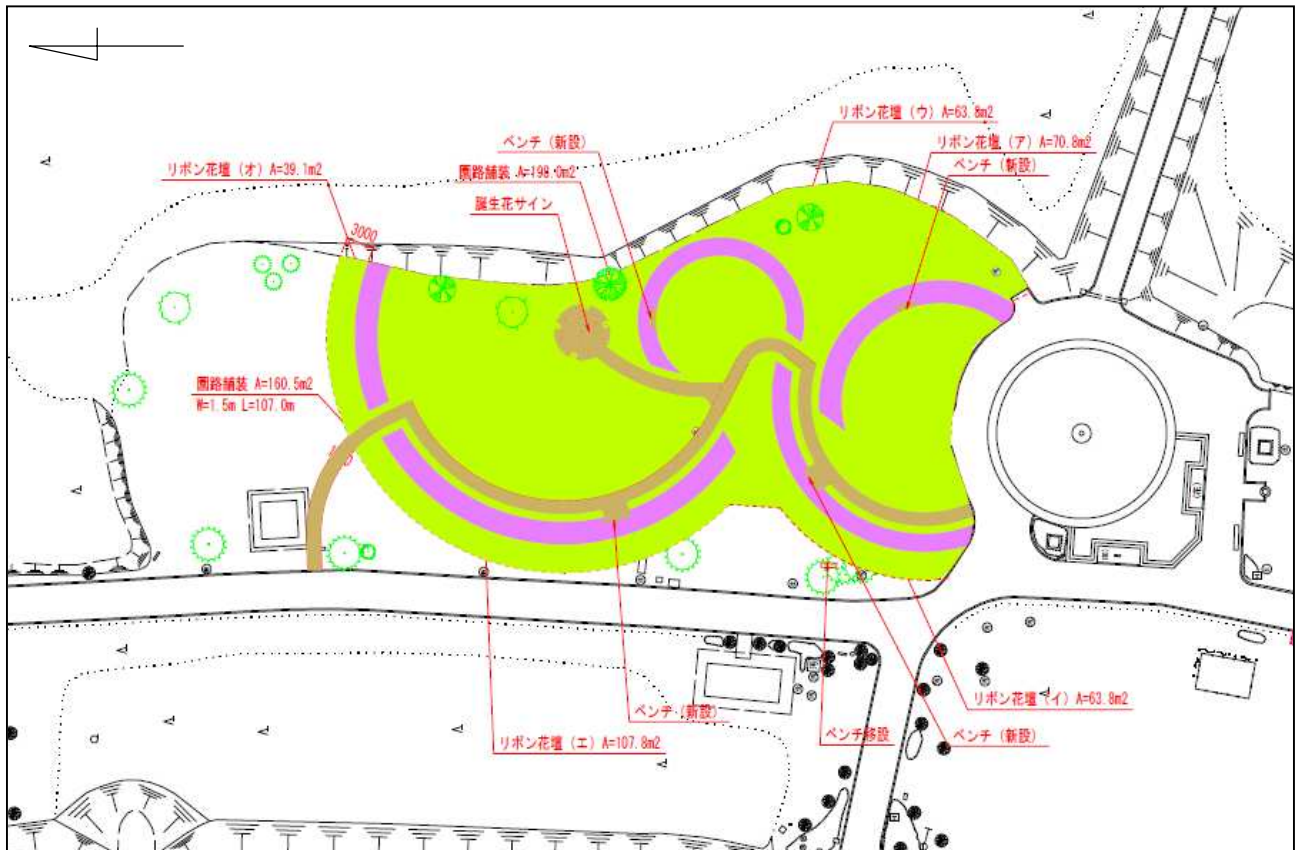 リボン花壇（ウ）A=63.8m2
ベンチ（新設）
リボン花壇（ア）A=70.8m2
リボン花壇（オ）A=39.1m2
園路舗装 A=198.0m2
ベンチ（新設）
誕生花サイン
3000
園路舗装 A=160.5m2
W=1.5m L=107.0m
ベンチ（新設）
リボン花壇（イ）A=63.8m2
リボン花壇（エ）A=107.8m2
ベンチ移設
ベンチ（新設）